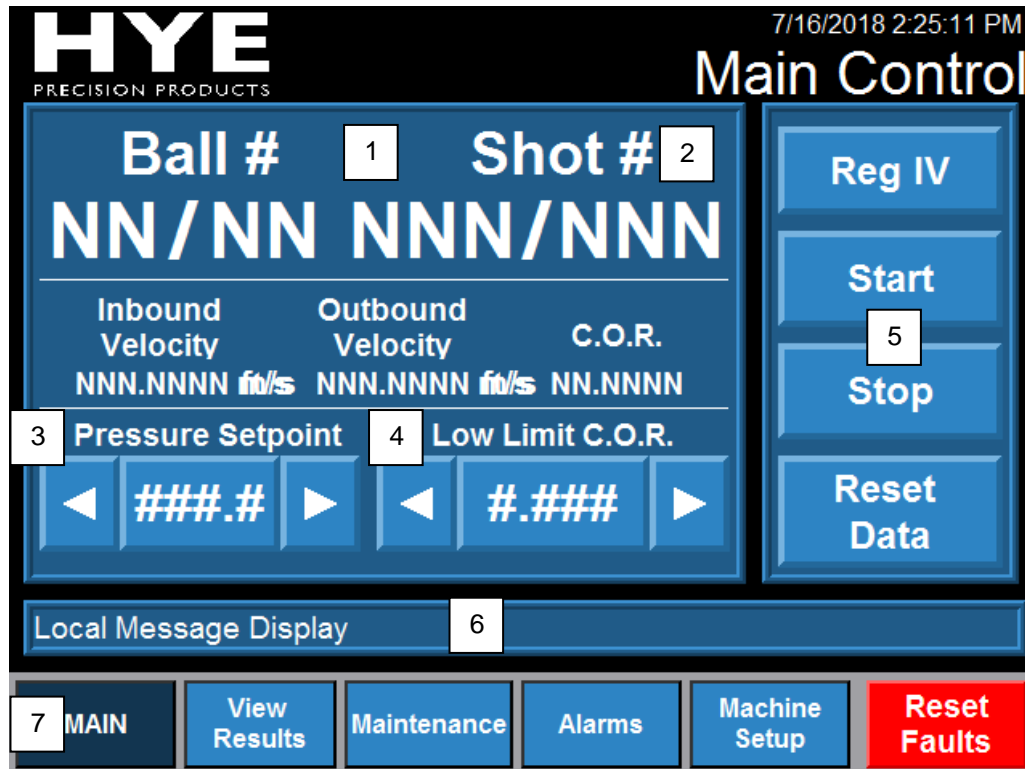 HYE
PRECISION PRODUCTS
7/16/2018 2:25:11 PM
Main Control
Ball # 1 Shot # 2
NN/NN NNN/NNN
Inbound Velocity Outbound Velocity C.O.R.
NNN.NNNN ft/s NNN.NNNN ft/s NN.NNNN
3 Pressure Setpoint 4 Low Limit C.O.R.
◀ ###.# ▶ ◀ #.### ▶
Reg IV
Start
5
Stop
Reset
Data
Local Message Display 6
7 MAIN
View
Results
Maintenance
Alarms
Machine
Setup
Reset
Faults